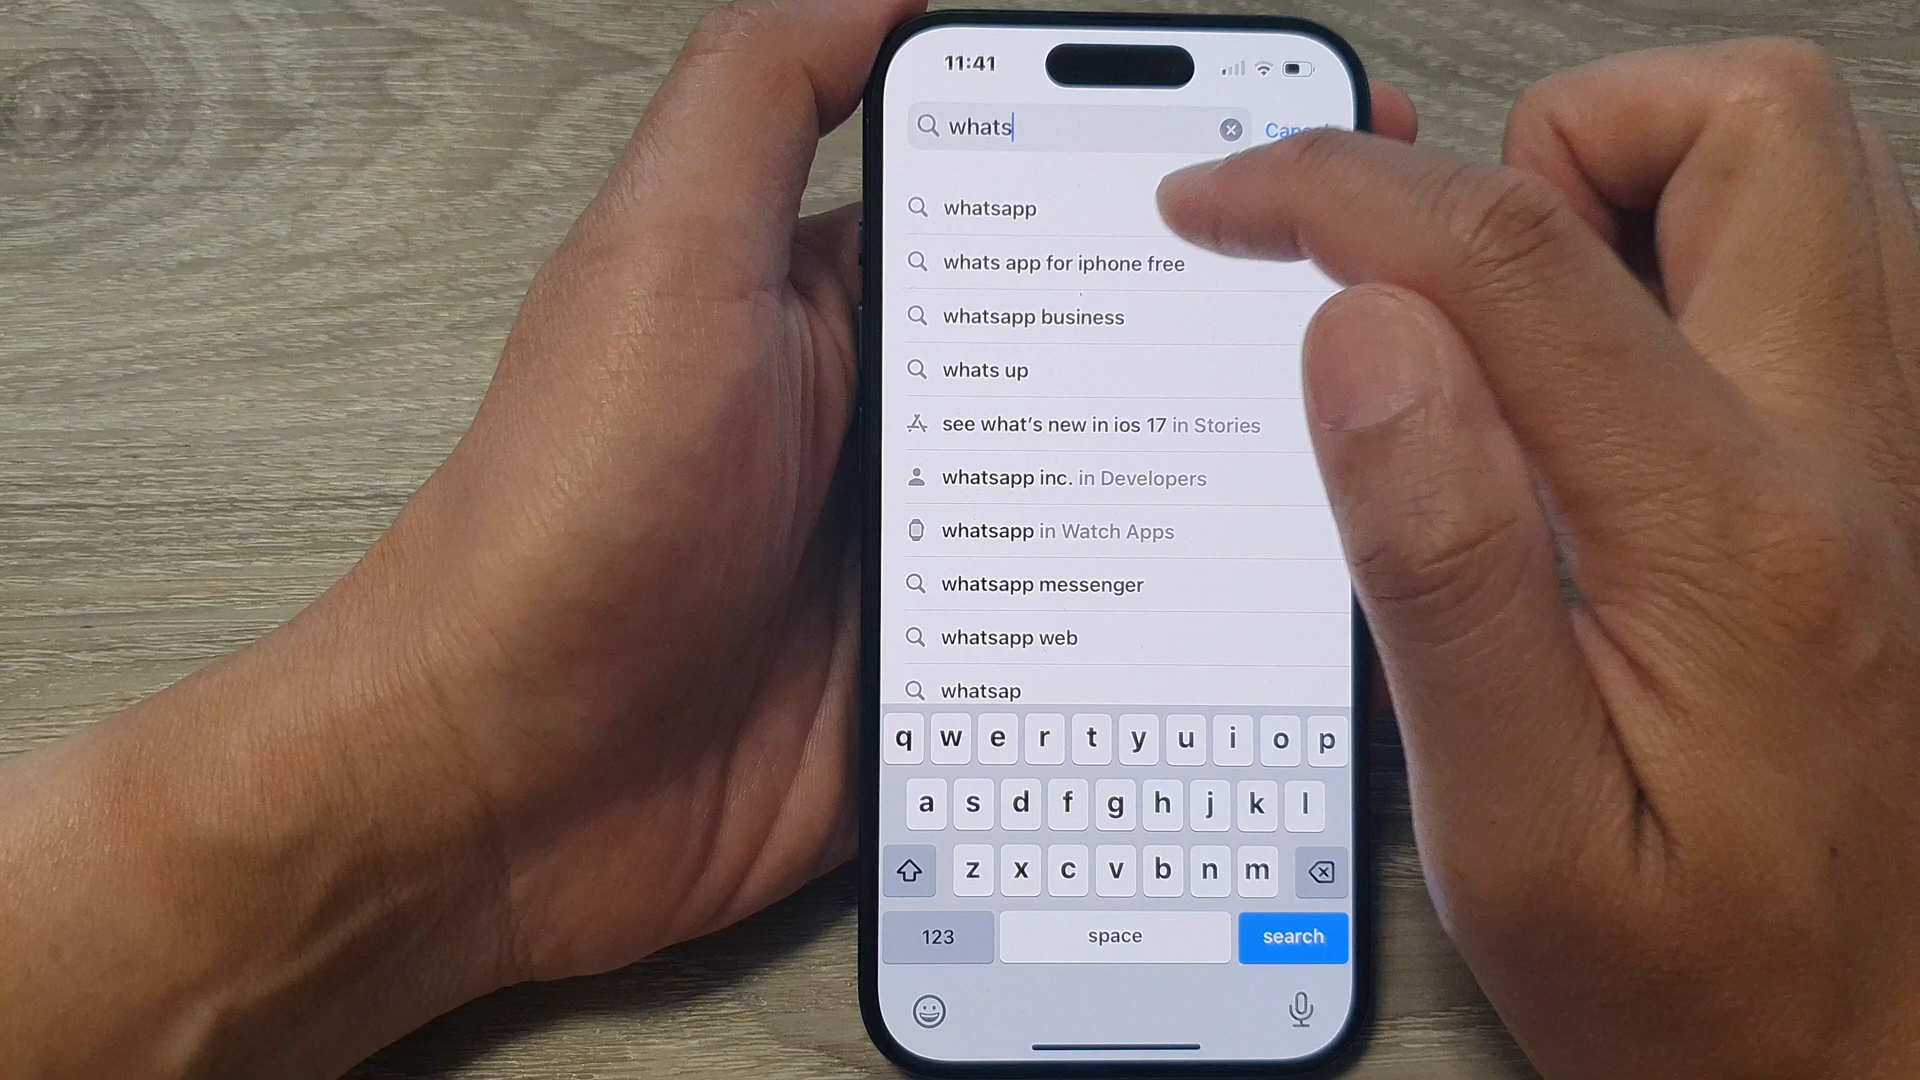 11:41
whats
whatsapp
whats app for iphone free
whatsapp business
whats up
see what's new in ios 17 in Stories
whatsapp inc. in Developers
whatsapp in Watch Apps
whatsapp messenger
whatsapp web
whatsap
q w e r t y u i o p
a s d f g h j k l
z x c v b n m
123 space search